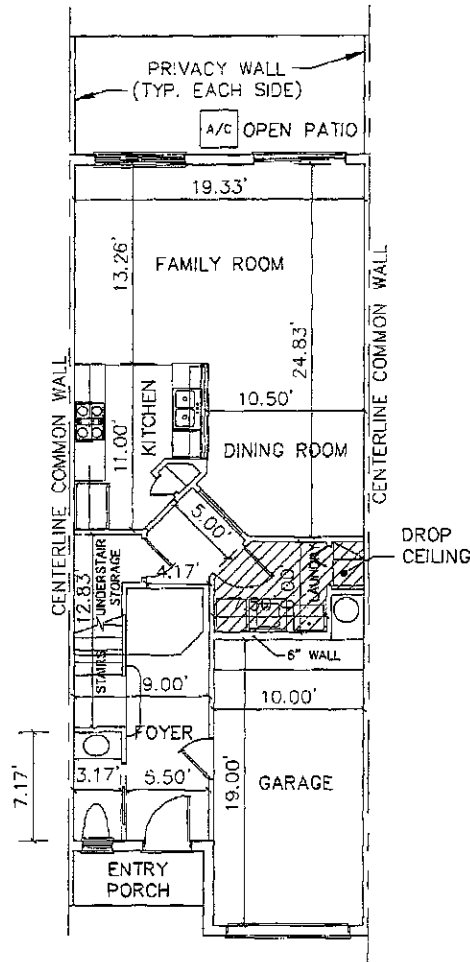 PRIVACY WALL
(TYP. EACH SIDE)
A/C OPEN PATIO
19.33'
13.26'
FAMILY ROOM
24.83'
CENTERLINE COMMON WALL
CENTERLINE COMMON WALL
KITCHEN
11.00'
10.50'
DINING ROOM
5.00'
DROP
CEILING
LAUNDRY
4.17'
12.83
UNDERSTAIR
STORAGE
6" WALL
STAIRS
9.00'
10.00'
FOYER
7.17'
3.17'
5.50'
19.00'
GARAGE
ENTRY
PORCH